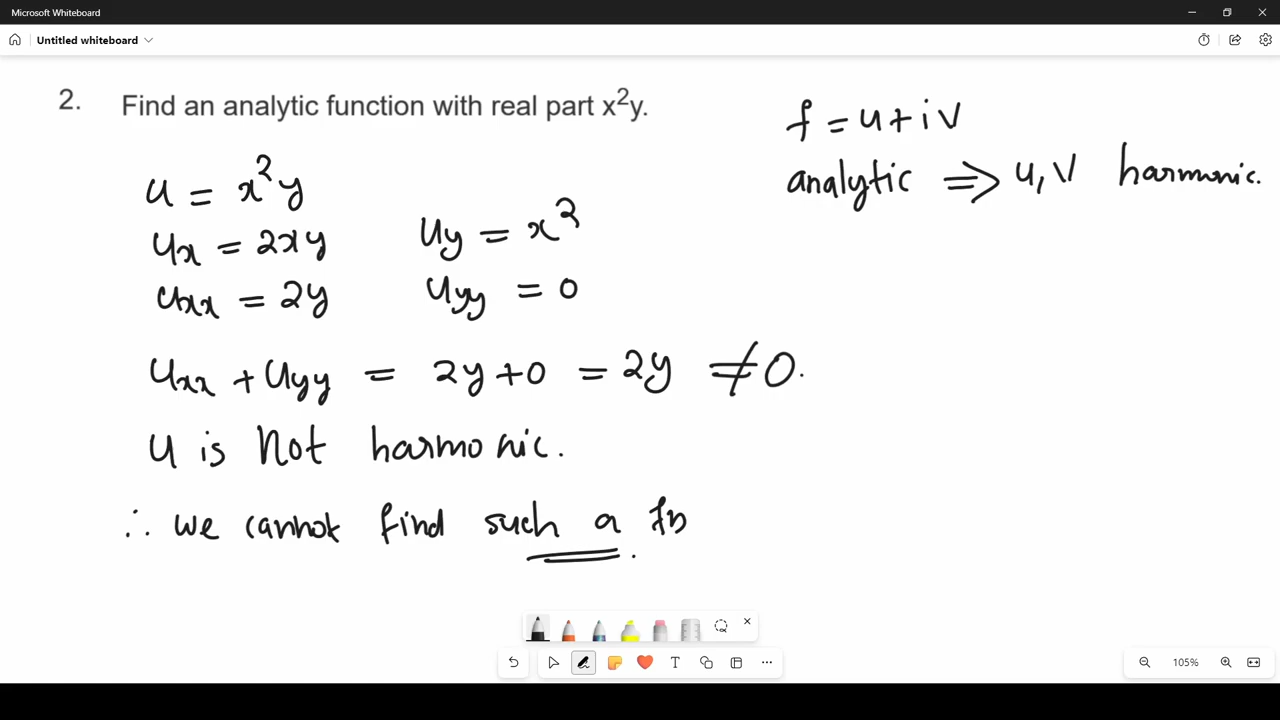 Microsoft Whiteboard
Untitled whiteboard
2. Find an analytic function with real part x²y.
f = u + iv
analytic ⟹ u, v harmonic.
u = x²y
ux = 2xy uy = x²
uxx = 2y uyy = 0
uxx + uyy = 2y + 0 = 2y ≠ 0.
u is not harmonic.
∴ we cannot find such a fn.
105%